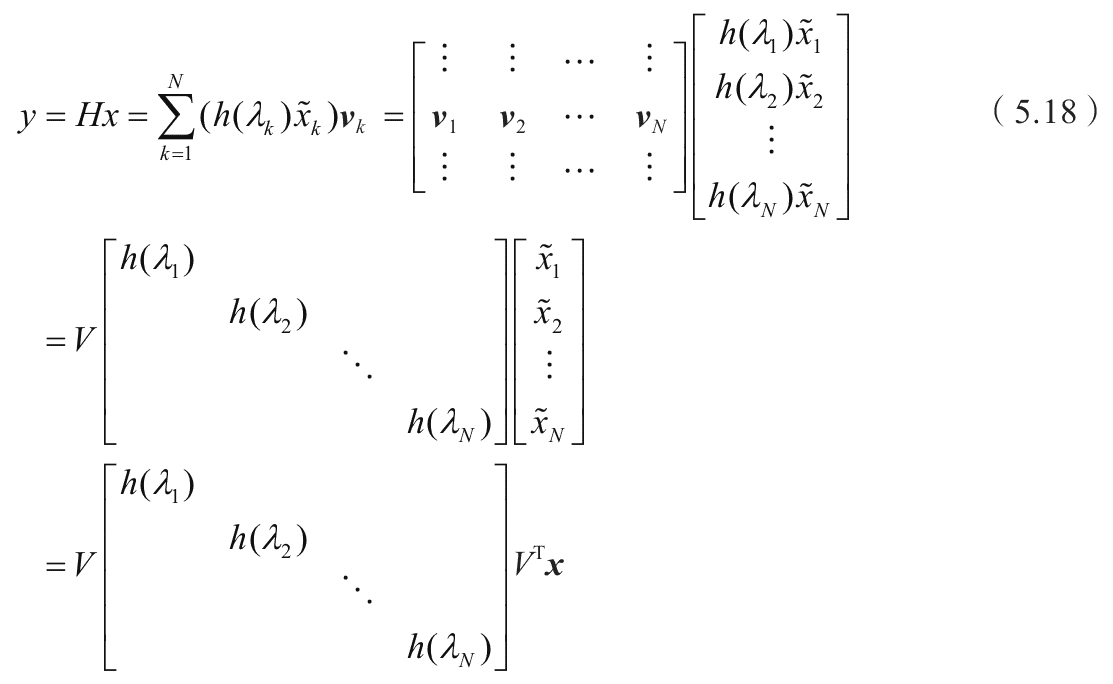 $y = Hx = \sum_{k=1}^{N} (h(\lambda_k)\tilde{x}_k)\boldsymbol{v}_k = \begin{bmatrix} \vdots & \vdots & \cdots & \vdots \\ \boldsymbol{v}_1 & \boldsymbol{v}_2 & \cdots & \boldsymbol{v}_N \\ \vdots & \vdots & \cdots & \vdots \end{bmatrix} \begin{bmatrix} h(\lambda_1)\tilde{x}_1 \\ h(\lambda_2)\tilde{x}_2 \\ \vdots \\ h(\lambda_N)\tilde{x}_N \end{bmatrix}$ （5.18）
$= V \begin{bmatrix} h(\lambda_1) & & & \\ & h(\lambda_2) & & \\ & & \ddots & \\ & & & h(\lambda_N) \end{bmatrix} \begin{bmatrix} \tilde{x}_1 \\ \tilde{x}_2 \\ \vdots \\ \tilde{x}_N \end{bmatrix}$
$= V \begin{bmatrix} h(\lambda_1) & & & \\ & h(\lambda_2) & & \\ & & \ddots & \\ & & & h(\lambda_N) \end{bmatrix} V^{\mathrm{T}} \boldsymbol{x}$